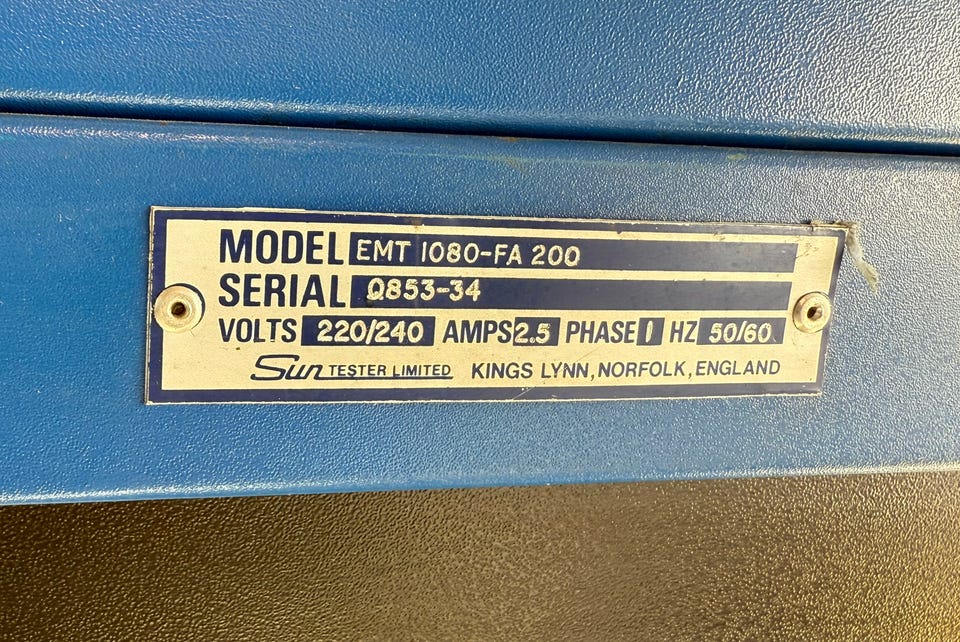 MODEL EMT 1080-FA 200
SERIAL Q853-34
VOLTS 220/240 AMPS 2.5 PHASE 1 HZ 50/60
Sun TESTER LIMITED KINGS LYNN, NORFOLK, ENGLAND